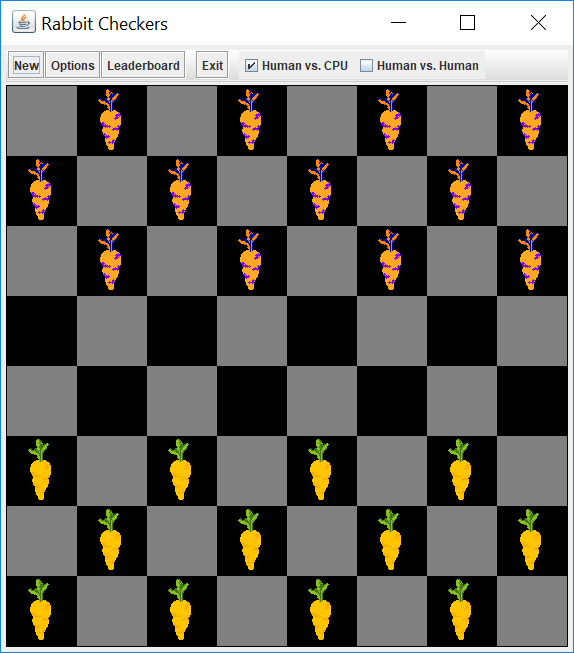 Rabbit Checkers
New Options Leaderboard Exit Human vs. CPU Human vs. Human